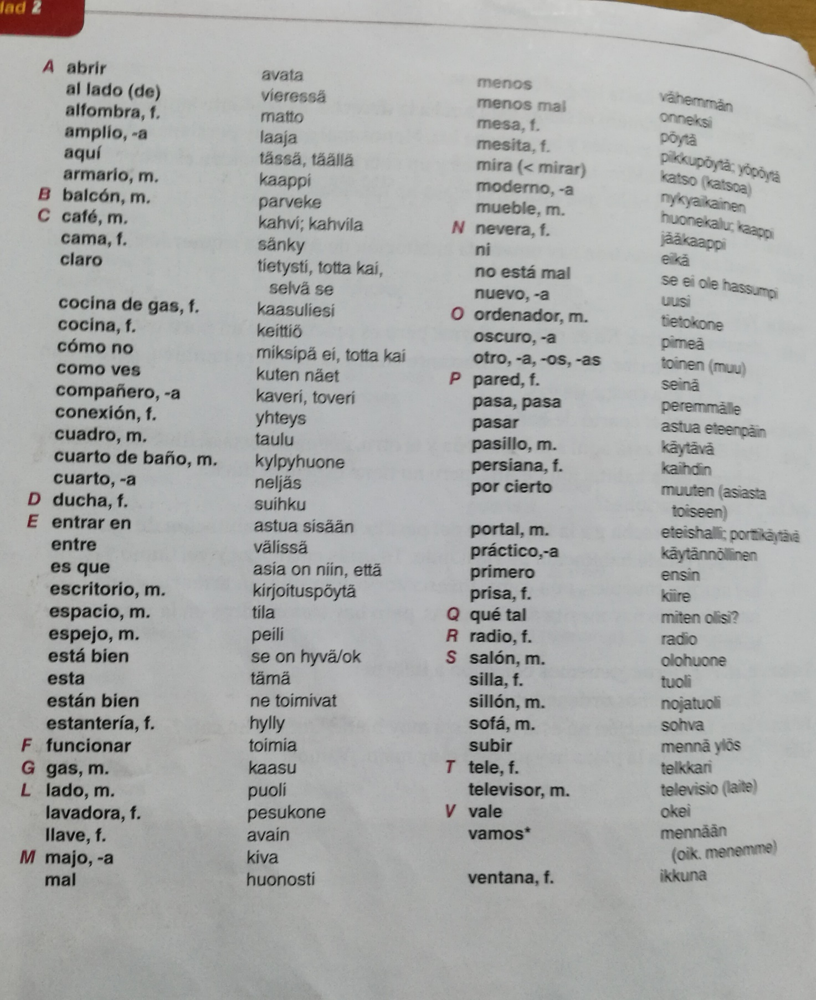 dad 2
A abrir avata
al lado (de) vieressä
alfombra, f. matto
amplio, -a laaja
aquí tässä, täällä
armario, m. kaappi
B balcón, m. parveke
C café, m. kahvi; kahvila
cama, f. sänky
claro tietysti, totta kai,
selvä se
cocina de gas, f. kaasuliesi
cocina, f. keittiö
cómo no miksipä ei, totta kai
como ves kuten näet
compañero, -a kaveri, toveri
conexión, f. yhteys
cuadro, m. taulu
cuarto de baño, m. kylpyhuone
cuarto, -a neljäs
D ducha, f. suihku
E entrar en astua sisään
entre välissä
es que asia on niin, että
escritorio, m. kirjoituspöytä
espacio, m. tila
espejo, m. peili
está bien se on hyvä/ok
esta tämä
están bien ne toimivat
estantería, f. hylly
F funcionar toimia
G gas, m. kaasu
L lado, m. puoli
lavadora, f. pesukone
llave, f. avain
M majo, -a kiva
mal huonosti
menos vähemmän
menos mal onneksi
mesa, f. pöytä
mesita, f. pikkupöytä; yöpöytä
mira (< mirar) katso (katsoa)
moderno, -a nykyaikainen
mueble, m. huonekalu; kaappi
N nevera, f. jääkaappi
ni eikä
no está mal se ei ole hassumpi
nuevo, -a uusi
O ordenador, m. tietokone
oscuro, -a pimeä
otro, -a, -os, -as toinen (muu)
P pared, f. seinä
pasa, pasa peremmälle
pasar astua eteenpäin
pasillo, m. käytävä
persiana, f. kaihdin
por cierto muuten (asiasta
toiseen)
portal, m. eteishalli; porttikäytävä
práctico,-a käytännöllinen
primero ensin
prisa, f. kiire
Q qué tal miten olisi?
R radio, f. radio
S salón, m. olohuone
silla, f. tuoli
sillón, m. nojatuoli
sofá, m. sohva
subir mennä ylös
T tele, f. telkkari
televisor, m. televisio (laite)
V vale okei
vamos* mennään
(oik. menemme)
ventana, f. ikkuna